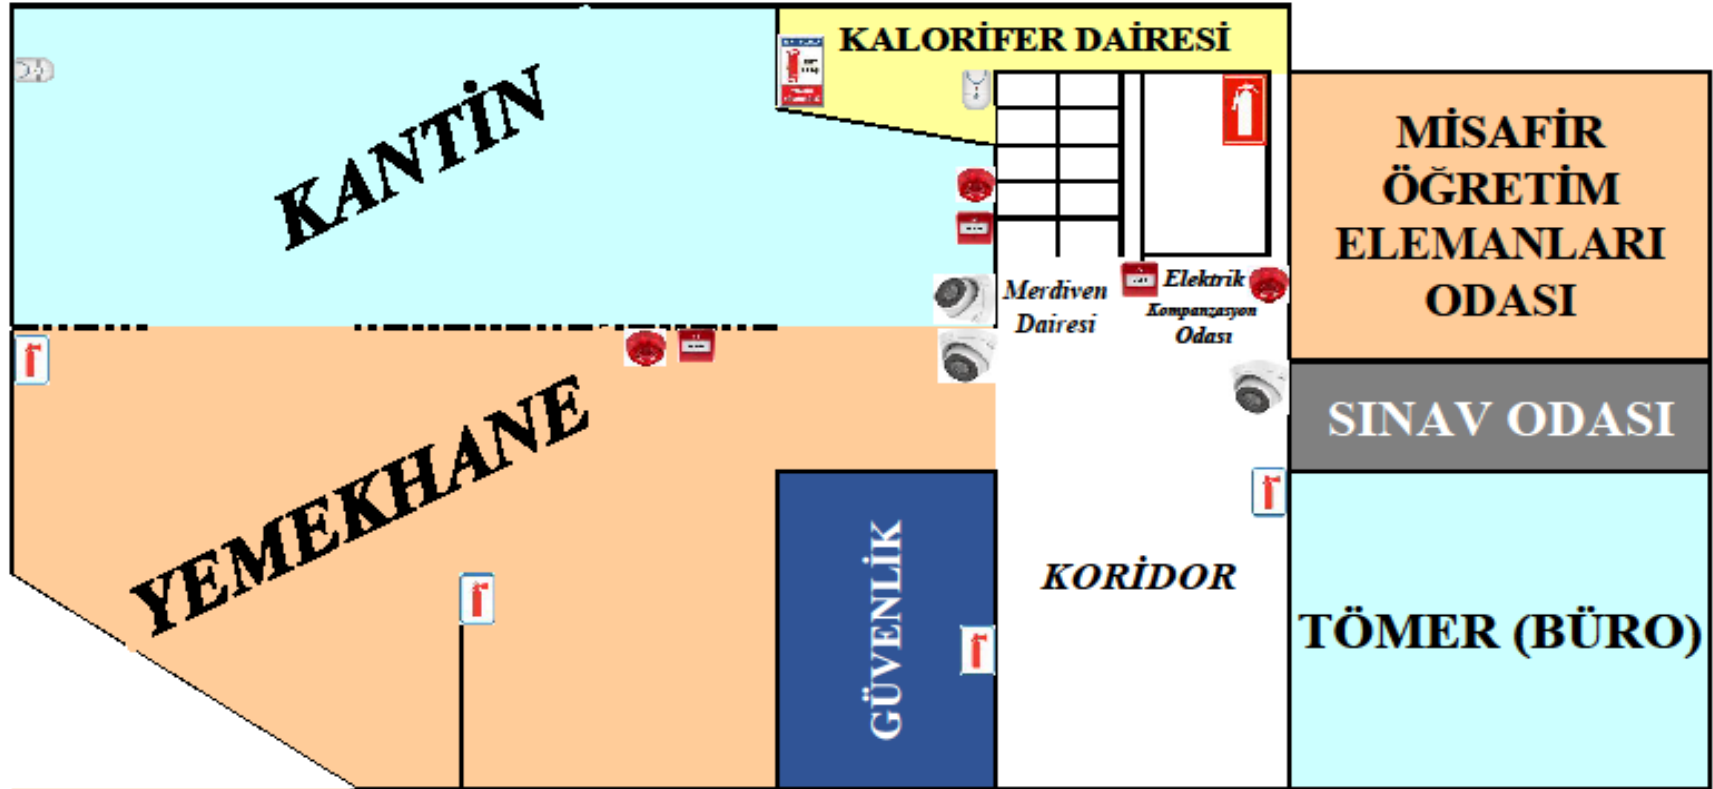 KALORİFER DAİRESİ
KANTİN
MİSAFİR
ÖĞRETİM
ELEMANLARI
ODASI
Merdiven
Dairesi
Elektrik
Kompanzasyon
Odası
SINAV ODASI
YEMEKHANE
GÜVENLİK
KORİDOR
TÖMER (BÜRO)